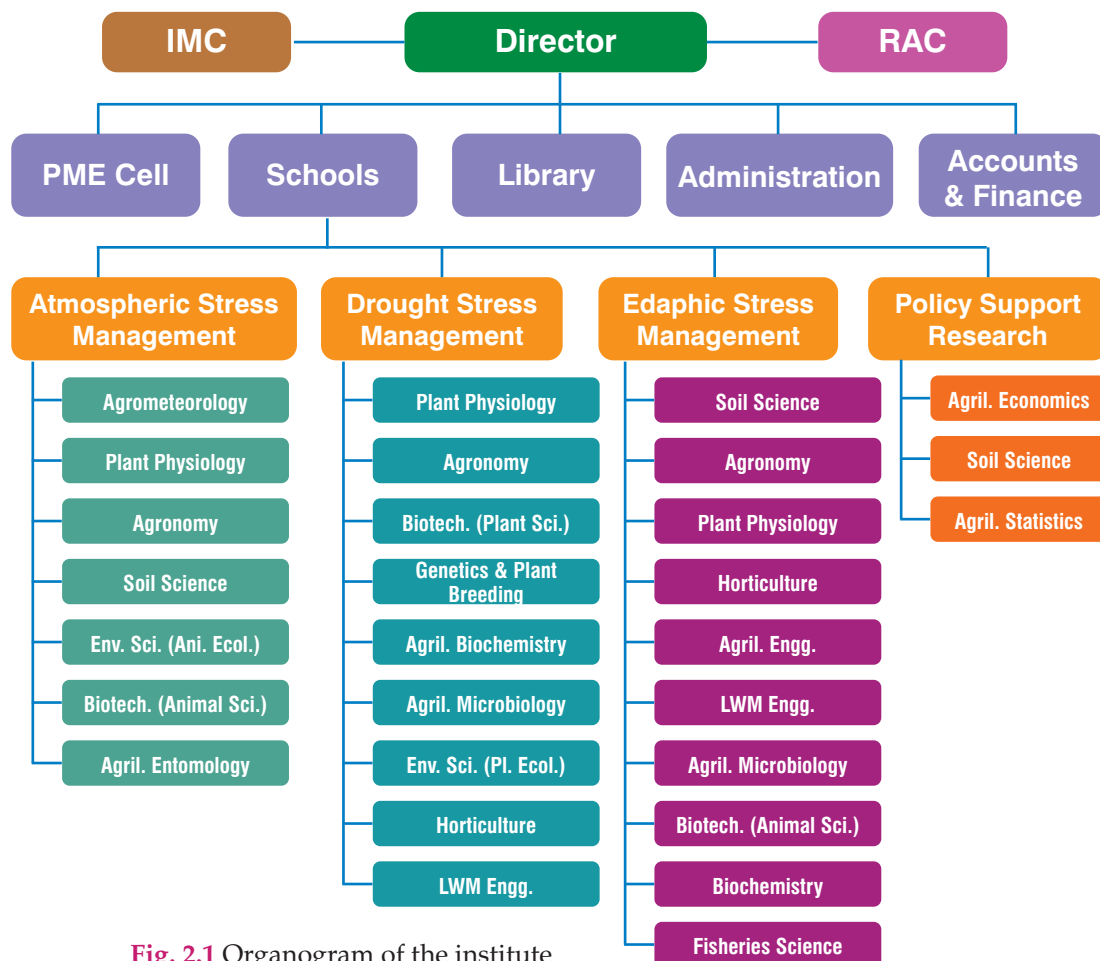 IMC
Director
RAC
PME Cell
Schools
Library
Administration
Accounts
& Finance
Atmospheric Stress
Management
Drought Stress
Management
Edaphic Stress
Management
Policy Support
Research
Agrometeorology
Plant Physiology
Agronomy
Soil Science
Env. Sci. (Ani. Ecol.)
Biotech. (Animal Sci.)
Agril. Entomology
Plant Physiology
Agronomy
Biotech. (Plant Sci.)
Genetics & Plant
Breeding
Agril. Biochemistry
Agril. Microbiology
Env. Sci. (Pl. Ecol.)
Horticulture
LWM Engg.
Soil Science
Agronomy
Plant Physiology
Horticulture
Agril. Engg.
LWM Engg.
Agril. Microbiology
Biotech. (Animal Sci.)
Biochemistry
Fisheries Science
Agril. Economics
Soil Science
Agril. Statistics
Fig. 2.1 Organogram of the institute